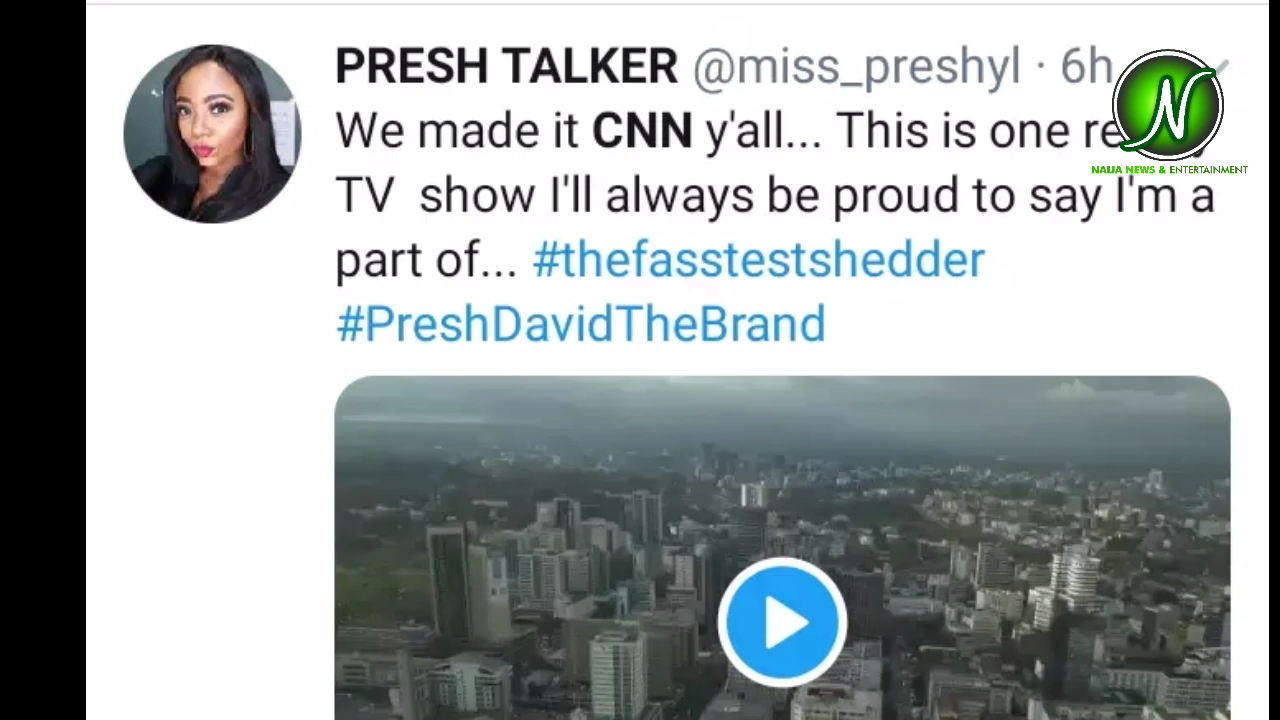 PRESH TALKER @miss_preshyl · 6h
N
NAIJA NEWS & ENTERTAINMENT
We made it CNN y'all... This is one
TV show I'll always be proud to say I'm a
part of... #thefasstestshedder
#PreshDavidTheBrand